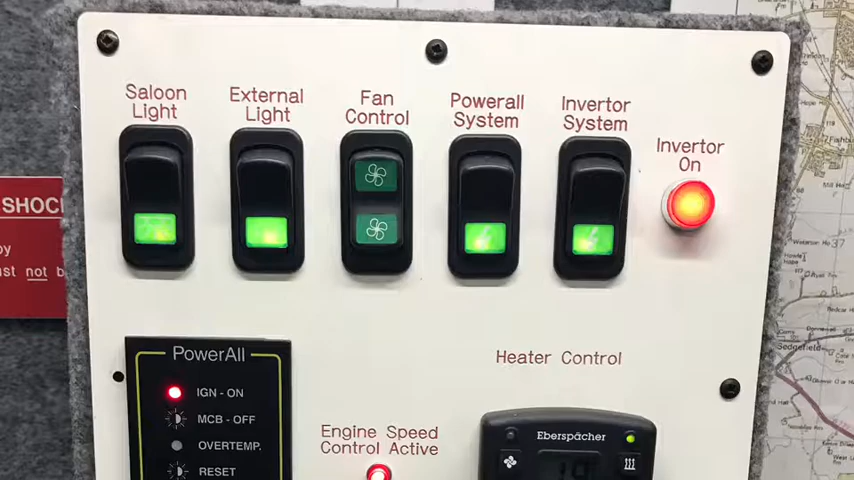 Saloon
Light
External
Light
Fan
Control
Powerall
System
Invertor
System
Invertor
On
SHOCK
not
PowerAll
IGN - ON
MCB - OFF
OVERTEMP.
RESET
Engine Speed
Control Active
Heater Control
Eberspächer
Sedgefield